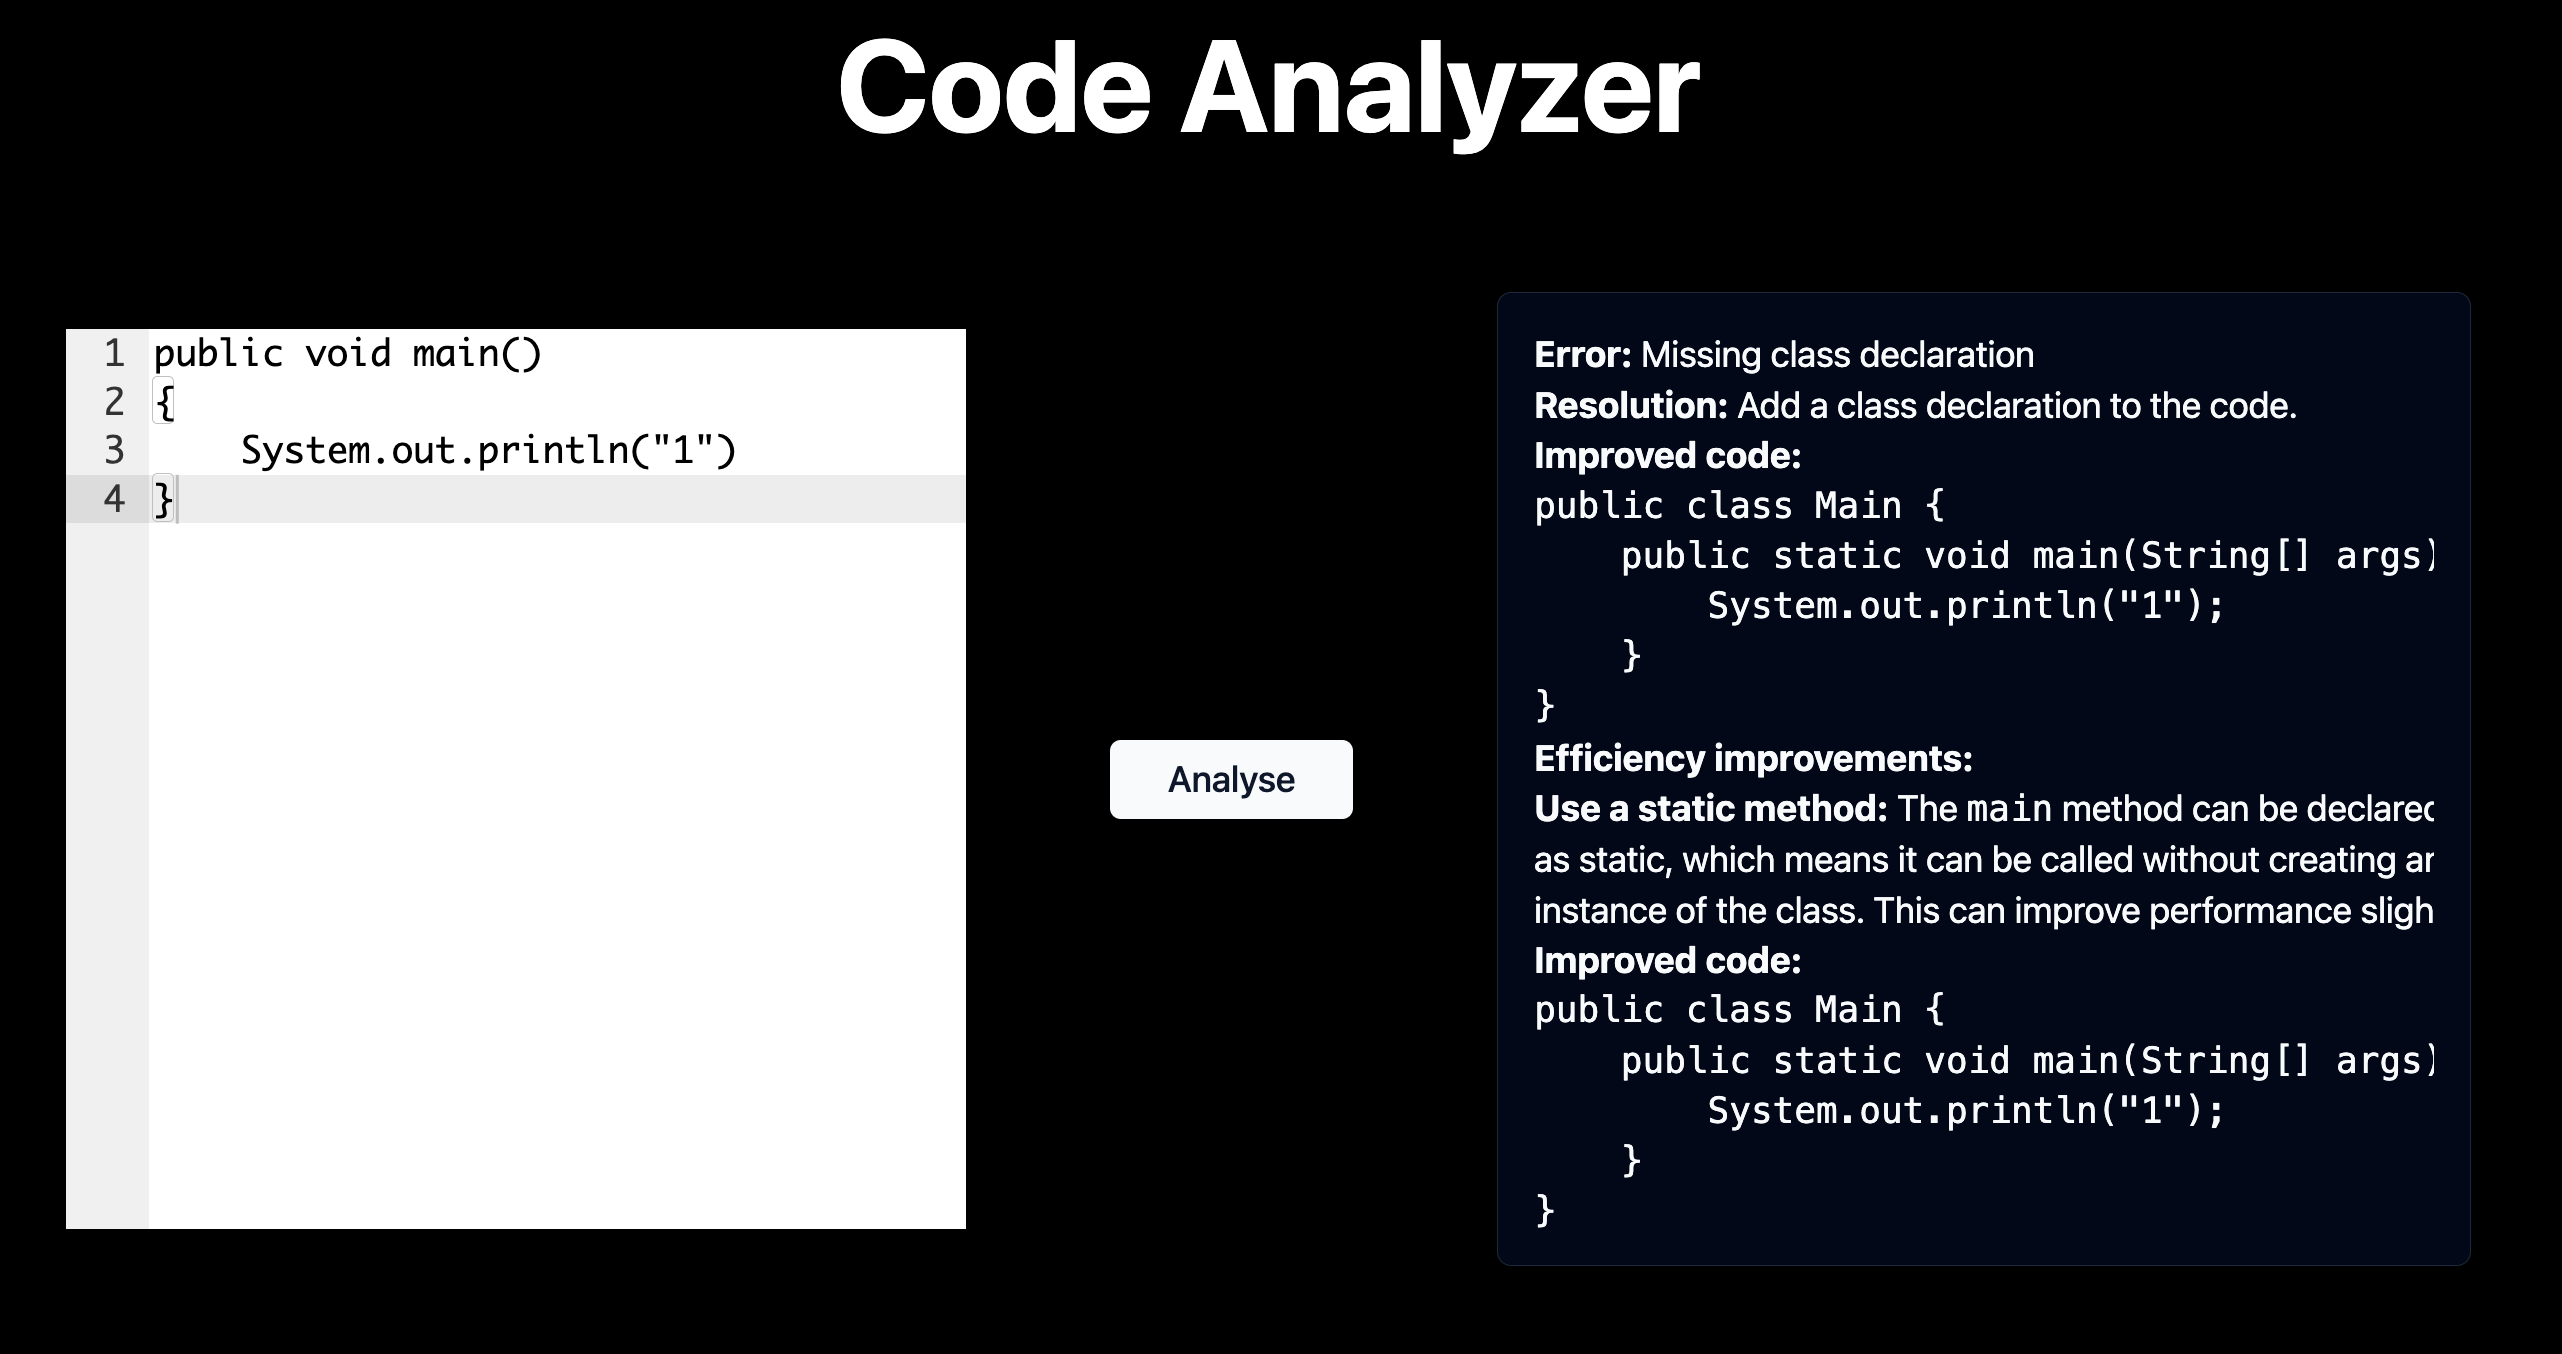 Code Analyzer
1 public void main()
2 {
3     System.out.println("1")
4 }
Analyse
Error: Missing class declaration
Resolution: Add a class declaration to the code.
Improved code:
public class Main {
    public static void main(String[] args)
        System.out.println("1");
    }
}
Efficiency improvements:
Use a static method: The main method can be declared
as static, which means it can be called without creating an
instance of the class. This can improve performance sligh
Improved code:
public class Main {
    public static void main(String[] args)
        System.out.println("1");
    }
}